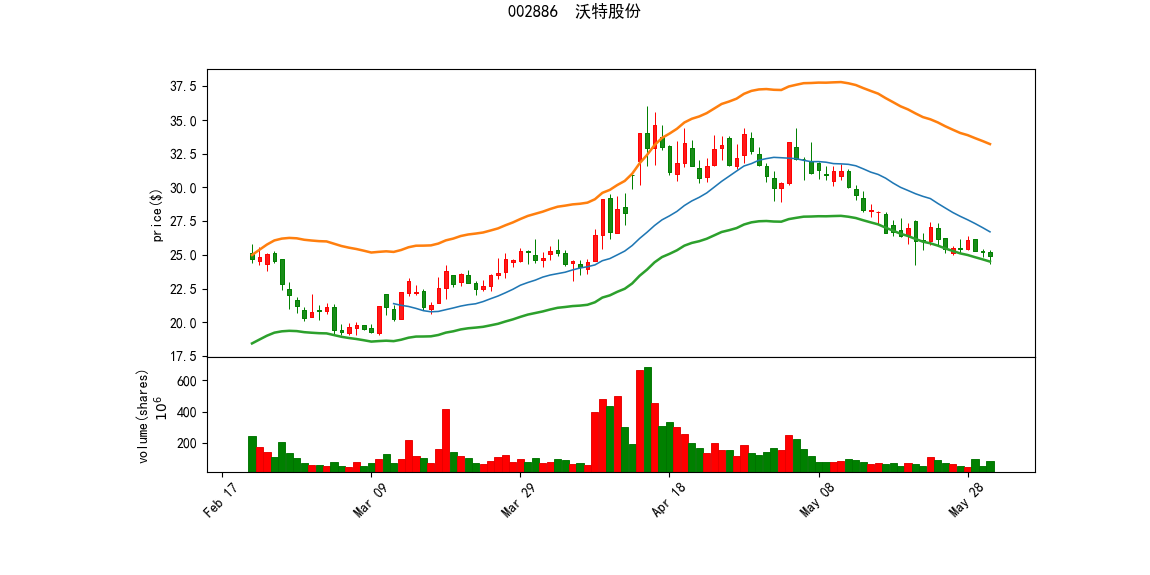 002886 沃特股份
price($)
37.5
35.0
32.5
30.0
27.5
25.0
22.5
20.0
17.5
volume(shares)
10^6
600
400
200
Feb 17
Mar 09
Mar 29
Apr 18
May 08
May 28